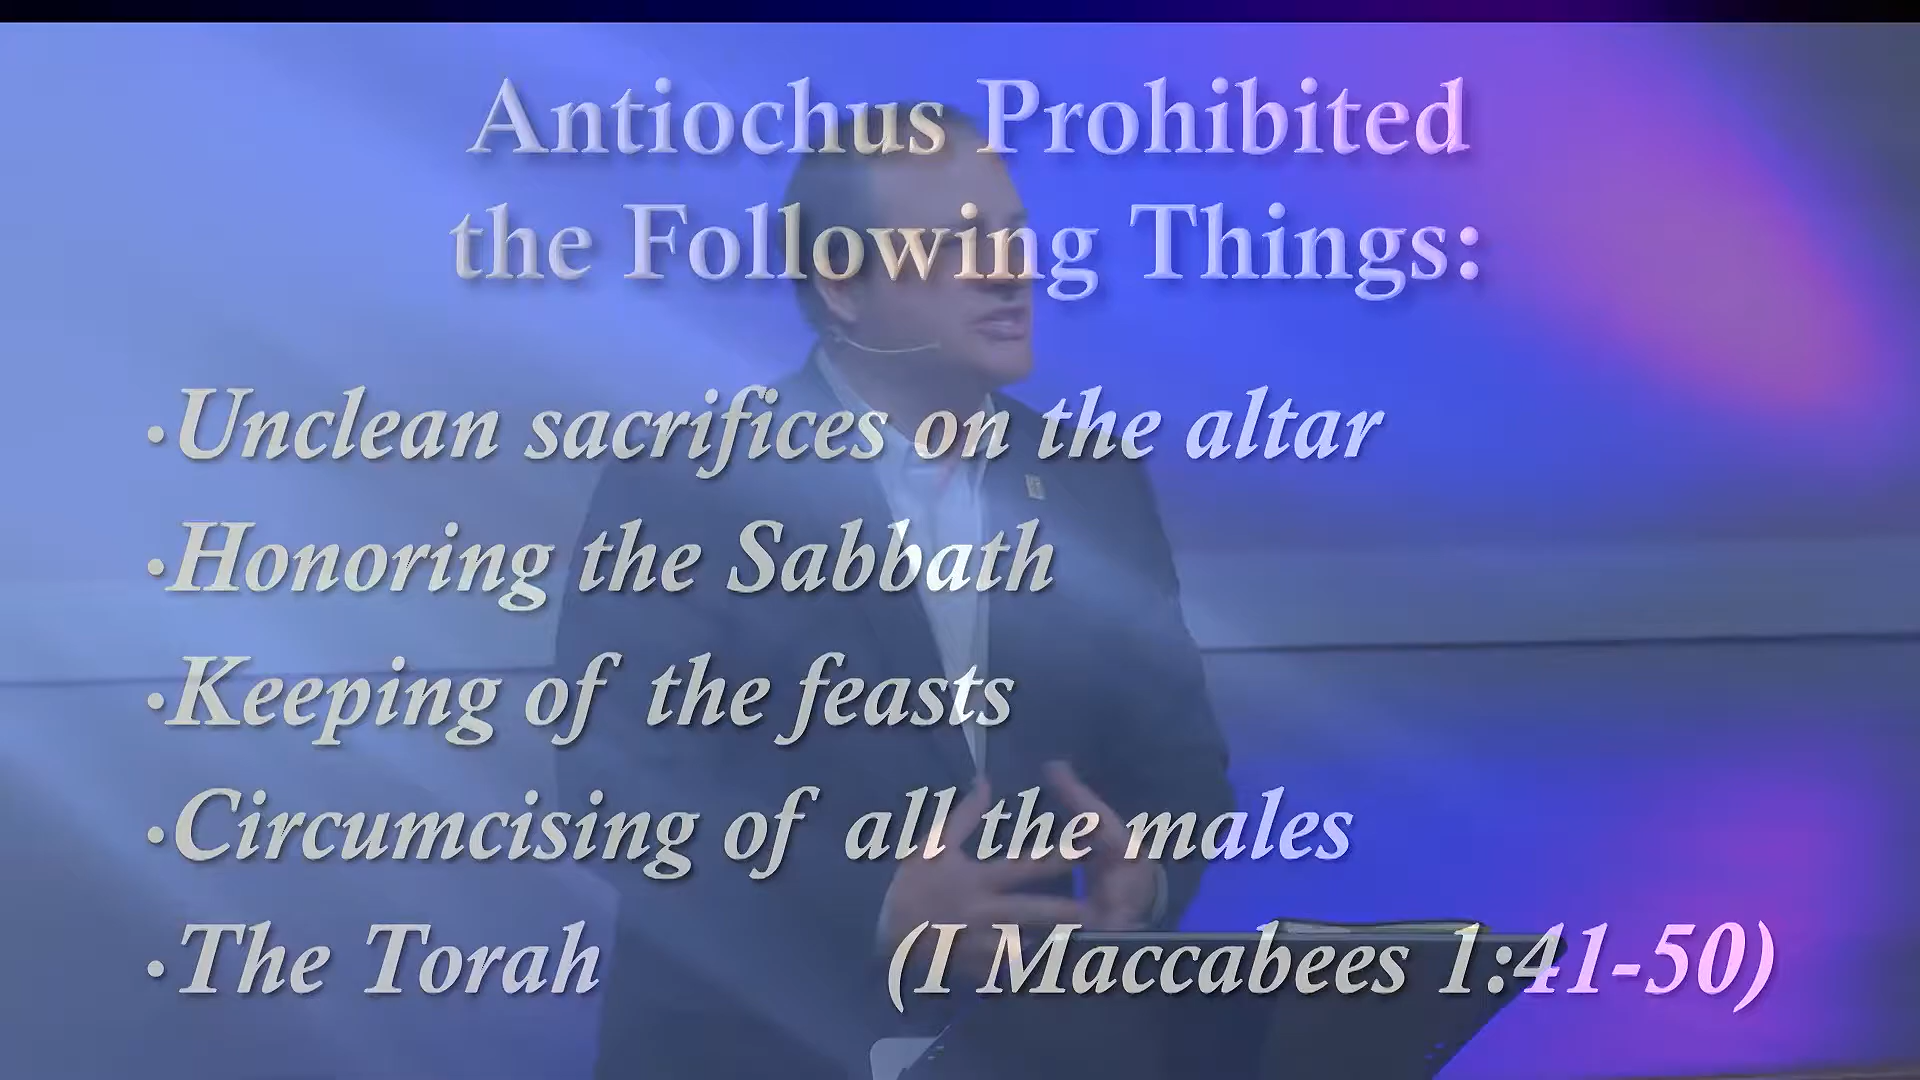 Antiochus Prohibited
the Following Things:
•Unclean sacrifices on the altar
•Honoring the Sabbath
•Keeping of the feasts
•Circumcising of all the males
•The Torah (I Maccabees 1:41-50)